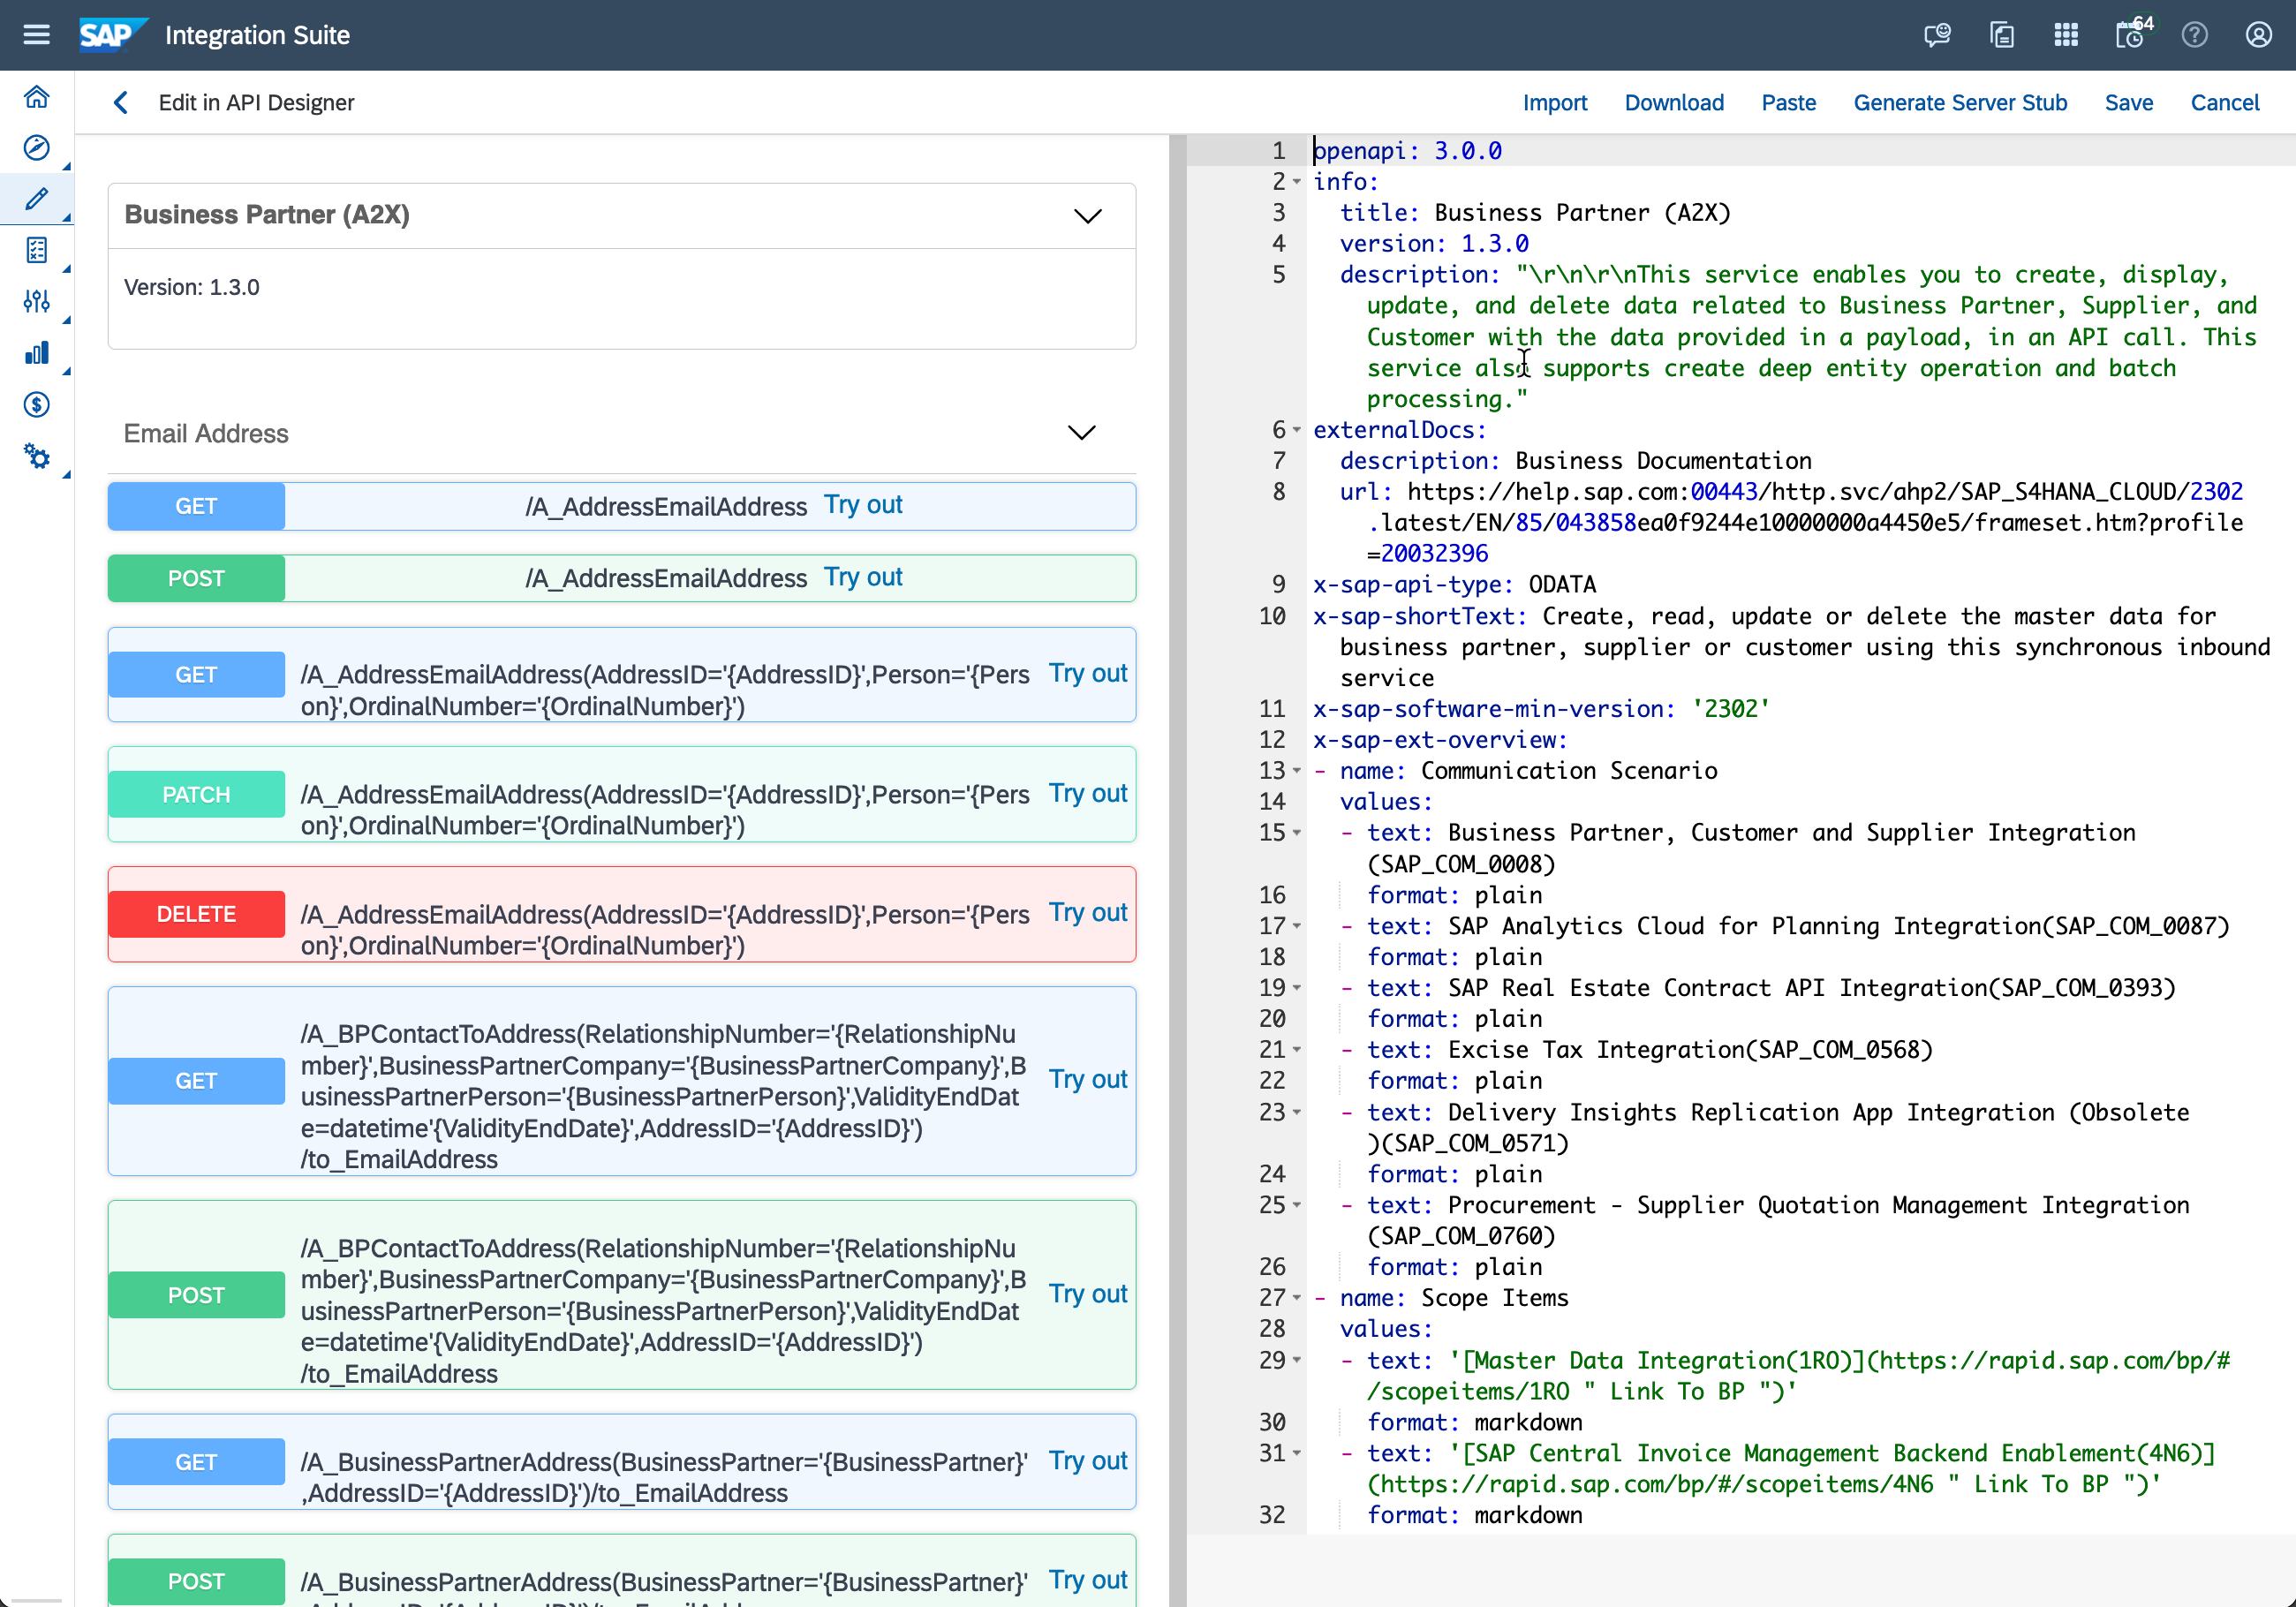 SAP Integration Suite
64
Edit in API Designer
Import Download Paste Generate Server Stub Save Cancel
Business Partner (A2X)
Version: 1.3.0
Email Address
GET /A_AddressEmailAddress Try out
POST /A_AddressEmailAddress Try out
GET /A_AddressEmailAddress(AddressID='{AddressID}',Person='{Pers Try out
on}',OrdinalNumber='{OrdinalNumber}')
PATCH /A_AddressEmailAddress(AddressID='{AddressID}',Person='{Pers Try out
on}',OrdinalNumber='{OrdinalNumber}')
DELETE /A_AddressEmailAddress(AddressID='{AddressID}',Person='{Pers Try out
on}',OrdinalNumber='{OrdinalNumber}')
/A_BPContactToAddress(RelationshipNumber='{RelationshipNu
mber}',BusinessPartnerCompany='{BusinessPartnerCompany}',B
GET usinessPartnerPerson='{BusinessPartnerPerson}',ValidityEndDat Try out
e=datetime'{ValidityEndDate}',AddressID='{AddressID}')
/to_EmailAddress
/A_BPContactToAddress(RelationshipNumber='{RelationshipNu
mber}',BusinessPartnerCompany='{BusinessPartnerCompany}',B
POST usinessPartnerPerson='{BusinessPartnerPerson}',ValidityEndDat Try out
e=datetime'{ValidityEndDate}',AddressID='{AddressID}')
/to_EmailAddress
GET /A_BusinessPartnerAddress(BusinessPartner='{BusinessPartner}' Try out
,AddressID='{AddressID}')/to_EmailAddress
POST /A_BusinessPartnerAddress(BusinessPartner='{BusinessPartner}' Try out
1 openapi: 3.0.0
2 info:
3 title: Business Partner (A2X)
4 version: 1.3.0
5 description: "\r\n\r\nThis service enables you to create, display,
update, and delete data related to Business Partner, Supplier, and
Customer with the data provided in a payload, in an API call. This
service also supports create deep entity operation and batch
processing."
6 externalDocs:
7 description: Business Documentation
8 url: https://help.sap.com:00443/http.svc/ahp2/SAP_S4HANA_CLOUD/2302
.latest/EN/85/043858ea0f9244e10000000a4450e5/frameset.htm?profile
=20032396
9 x-sap-api-type: ODATA
10 x-sap-shortText: Create, read, update or delete the master data for
business partner, supplier or customer using this synchronous inbound
service
11 x-sap-software-min-version: '2302'
12 x-sap-ext-overview:
13 - name: Communication Scenario
14 values:
15 - text: Business Partner, Customer and Supplier Integration
(SAP_COM_0008)
16 format: plain
17 - text: SAP Analytics Cloud for Planning Integration(SAP_COM_0087)
18 format: plain
19 - text: SAP Real Estate Contract API Integration(SAP_COM_0393)
20 format: plain
21 - text: Excise Tax Integration(SAP_COM_0568)
22 format: plain
23 - text: Delivery Insights Replication App Integration (Obsolete
)(SAP_COM_0571)
24 format: plain
25 - text: Procurement - Supplier Quotation Management Integration
(SAP_COM_0760)
26 format: plain
27 - name: Scope Items
28 values:
29 - text: '[Master Data Integration(1RO)](https://rapid.sap.com/bp/#
/scopeitems/1RO " Link To BP ")'
30 format: markdown
31 - text: '[SAP Central Invoice Management Backend Enablement(4N6)]
(https://rapid.sap.com/bp/#/scopeitems/4N6 " Link To BP ")'
32 format: markdown